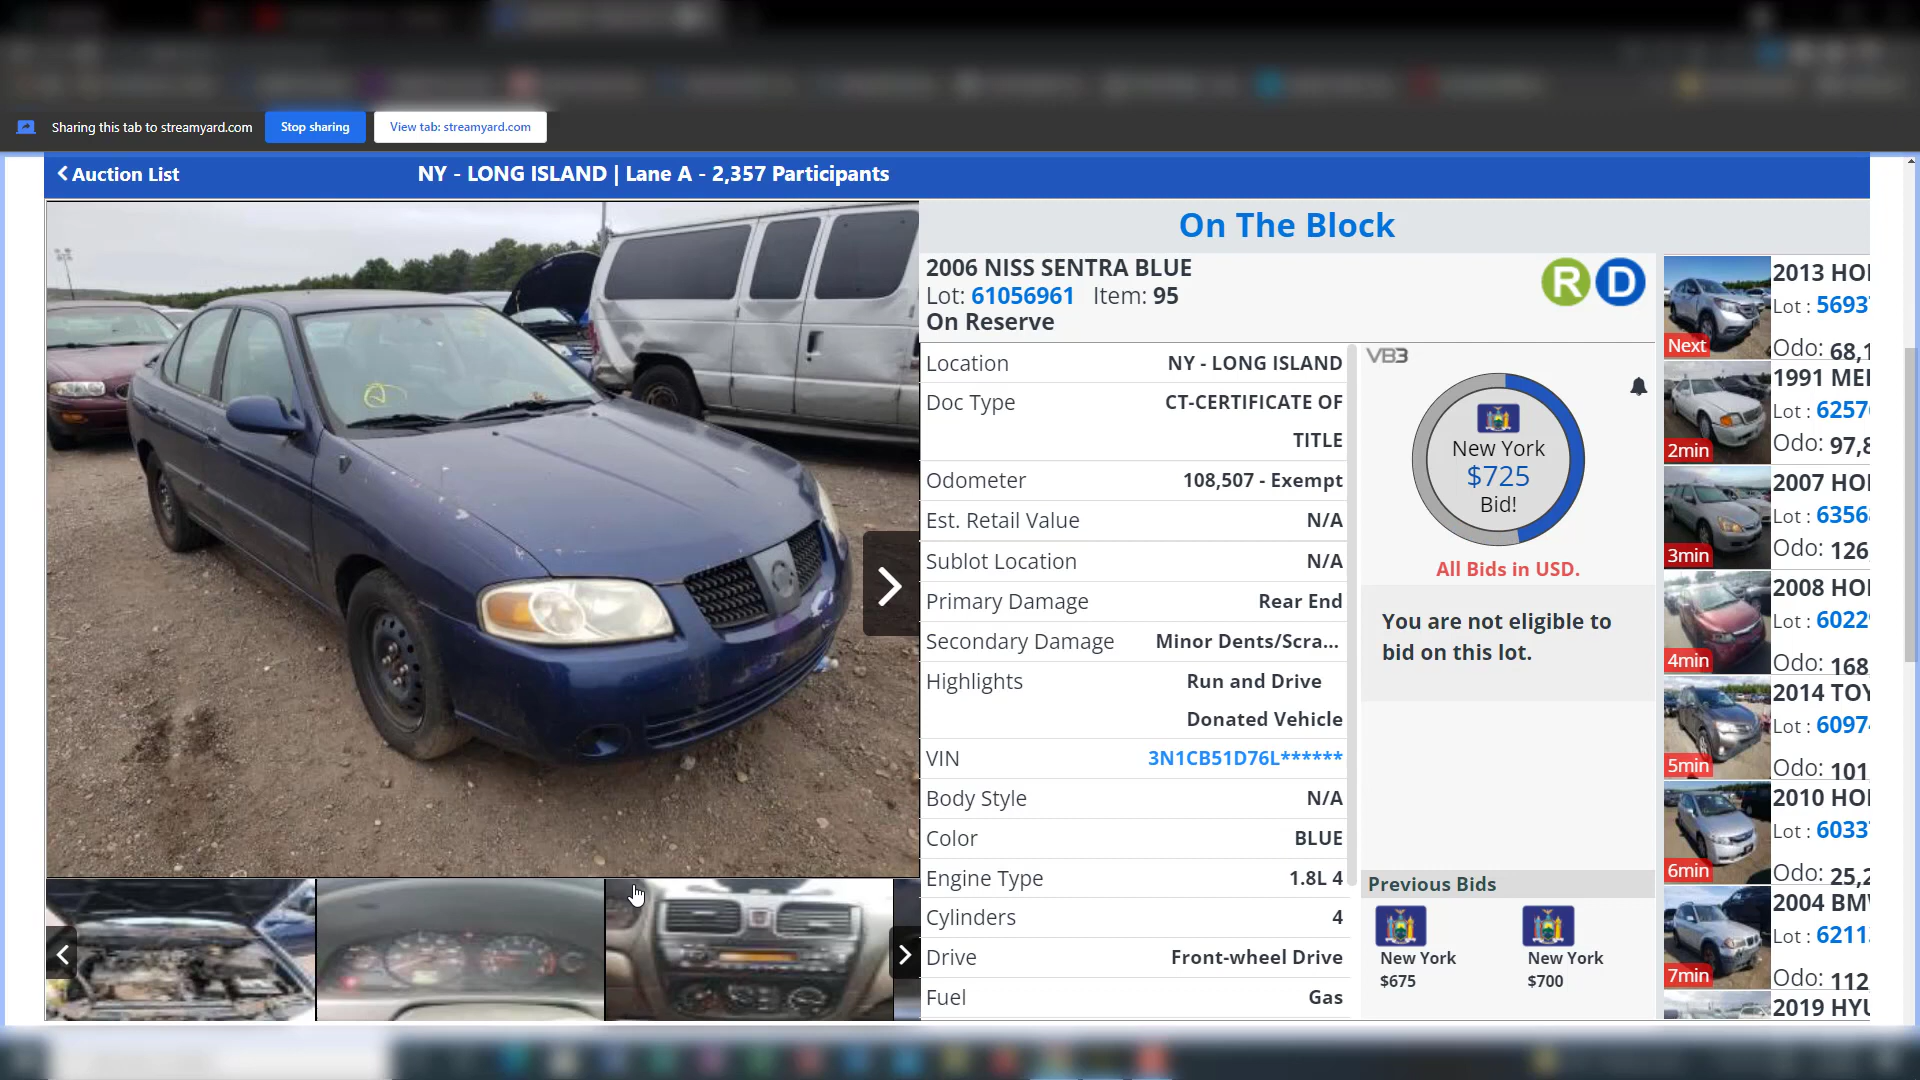 Sharing this tab to streamyard.com
Stop sharing
View tab: streamyard.com
Auction List
NY - LONG ISLAND | Lane A - 2,357 Participants
On The Block
2006 NISS SENTRA BLUE
Lot: 61056961 Item: 95
On Reserve
R D
Location NY - LONG ISLAND
Doc Type CT-CERTIFICATE OF
TITLE
Odometer 108,507 - Exempt
Est. Retail Value N/A
Sublot Location N/A
Primary Damage Rear End
Secondary Damage Minor Dents/Scra...
Highlights Run and Drive
Donated Vehicle
VIN 3N1CB51D76L******
Body Style N/A
Color BLUE
Engine Type 1.8L 4
Cylinders 4
Drive Front-wheel Drive
Fuel Gas
VB3
New York
$725
Bid!
All Bids in USD.
You are not eligible to
bid on this lot.
Previous Bids
New York New York
$675 $700
2013 HO
Lot : 5693
Odo: 68,1
Next
1991 ME
Lot : 6257
Odo: 97,8
2min
2007 HO
Lot : 6356
Odo: 126,
3min
2008 HO
Lot : 6022
Odo: 168
4min
2014 TOY
Lot : 6097
Odo: 101
5min
2010 HO
Lot : 6033
Odo: 25,2
6min
2004 BM
Lot : 6211
Odo: 112
7min
2019 HYU